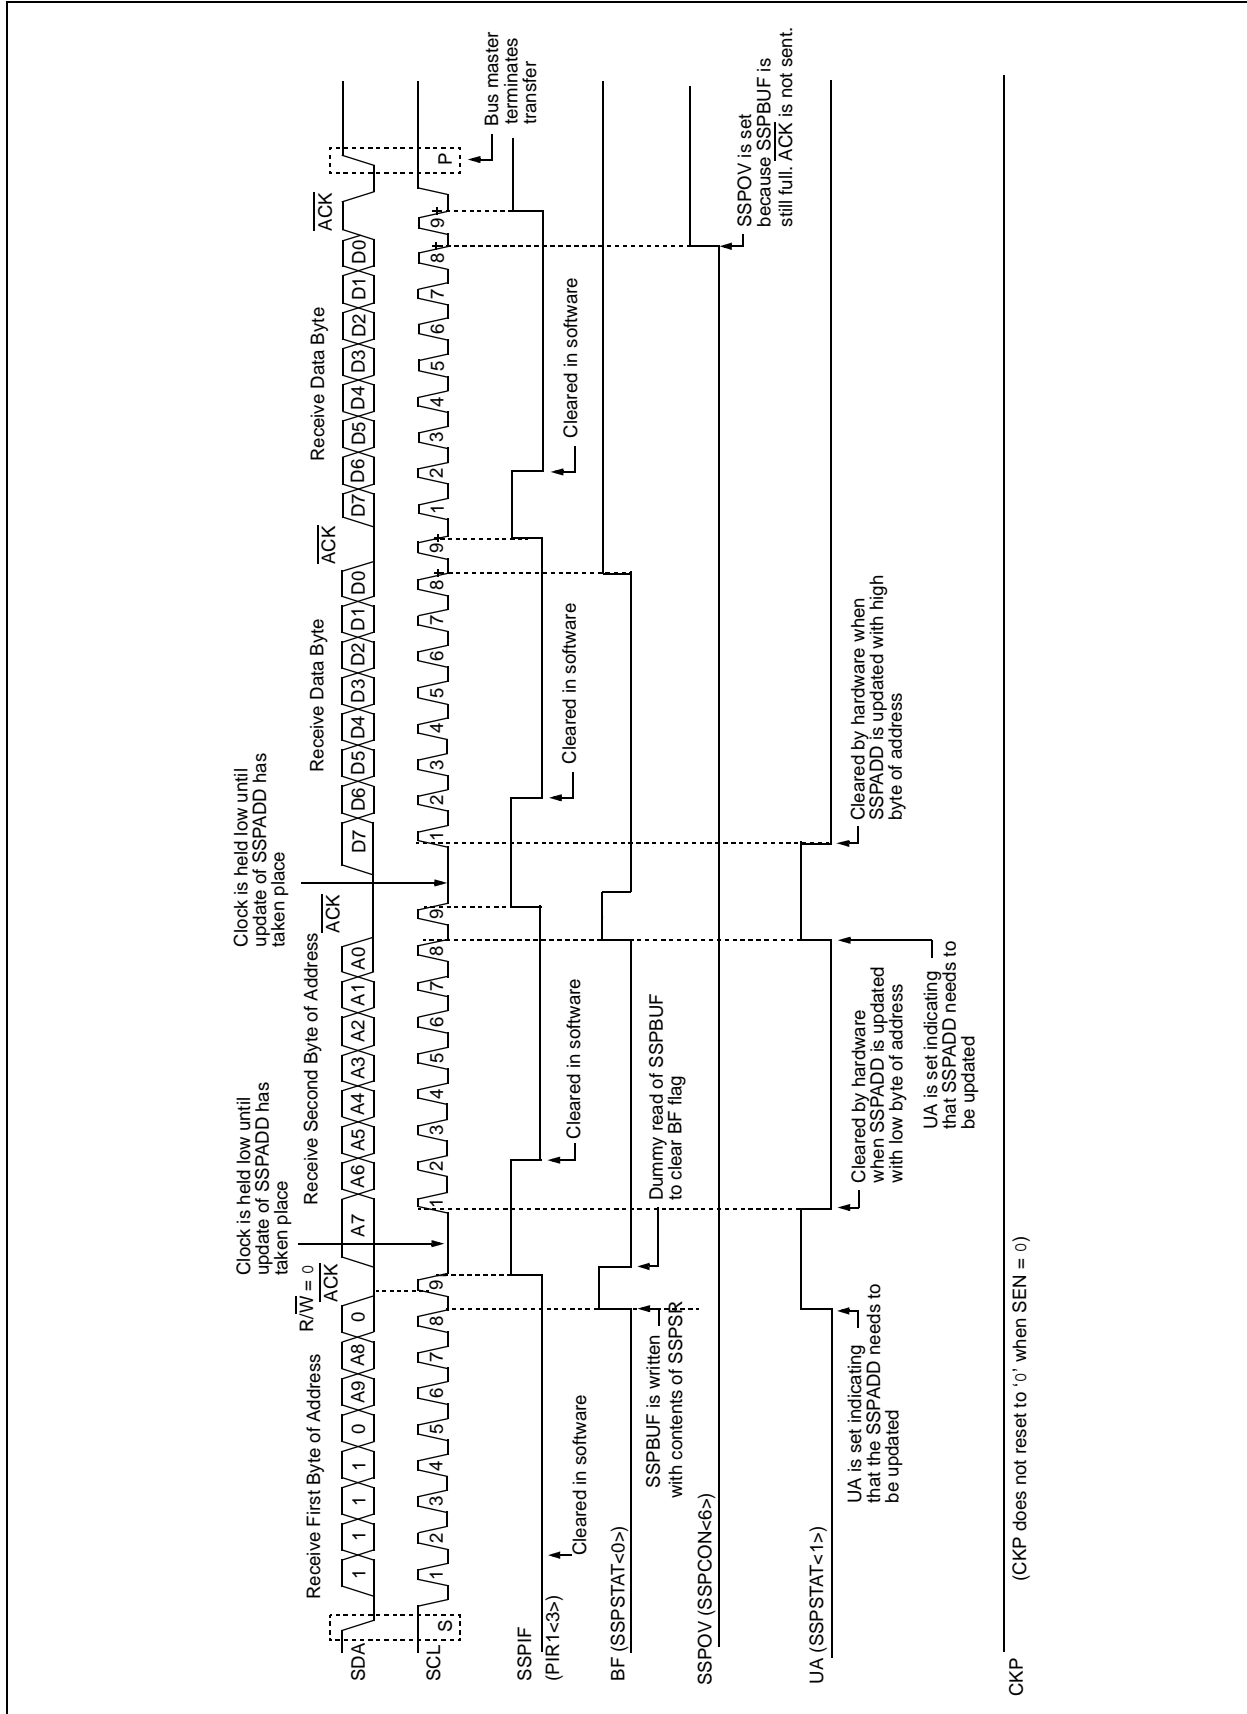 Receive First Byte of Address
R/W = 0
ACK
Clock is held low until
update of SSPADD has
taken place
Receive Second Byte of Address
ACK
Clock is held low until
update of SSPADD has
taken place
Receive Data Byte
ACK
Receive Data Byte
ACK
SDA
1 1 1 1 0 A9 A8 0
A7 A6 A5 A4 A3 A2 A1 A0
D7 D6 D5 D4 D3 D2 D1 D0
D7 D6 D5 D4 D3 D2 D1 D0
SCL
S
1 2 3 4 5 6 7 8 9
1 2 3 4 5 6 7 8 9
1 2 3 4 5 6 7 8 9
1 2 3 4 5 6 7 8 9
P
Bus master
terminates
transfer
SSPIF
(PIR1<3>)
Cleared in software
Cleared in software
Cleared in software
Cleared in software
BF (SSPSTAT<0>)
SSPBUF is written
with contents of SSPSR
Dummy read of SSPBUF
to clear BF flag
SSPOV (SSPCON<6>)
SSPOV is set
because SSPBUF is
still full. ACK is not sent.
UA (SSPSTAT<1>)
UA is set indicating
that the SSPADD needs to
be updated
Cleared by hardware
when SSPADD is updated
with low byte of address
UA is set indicating
that SSPADD needs to
be updated
Cleared by hardware when
SSPADD is updated with high
byte of address
CKP
(CKP does not reset to ‘0’ when SEN = 0)